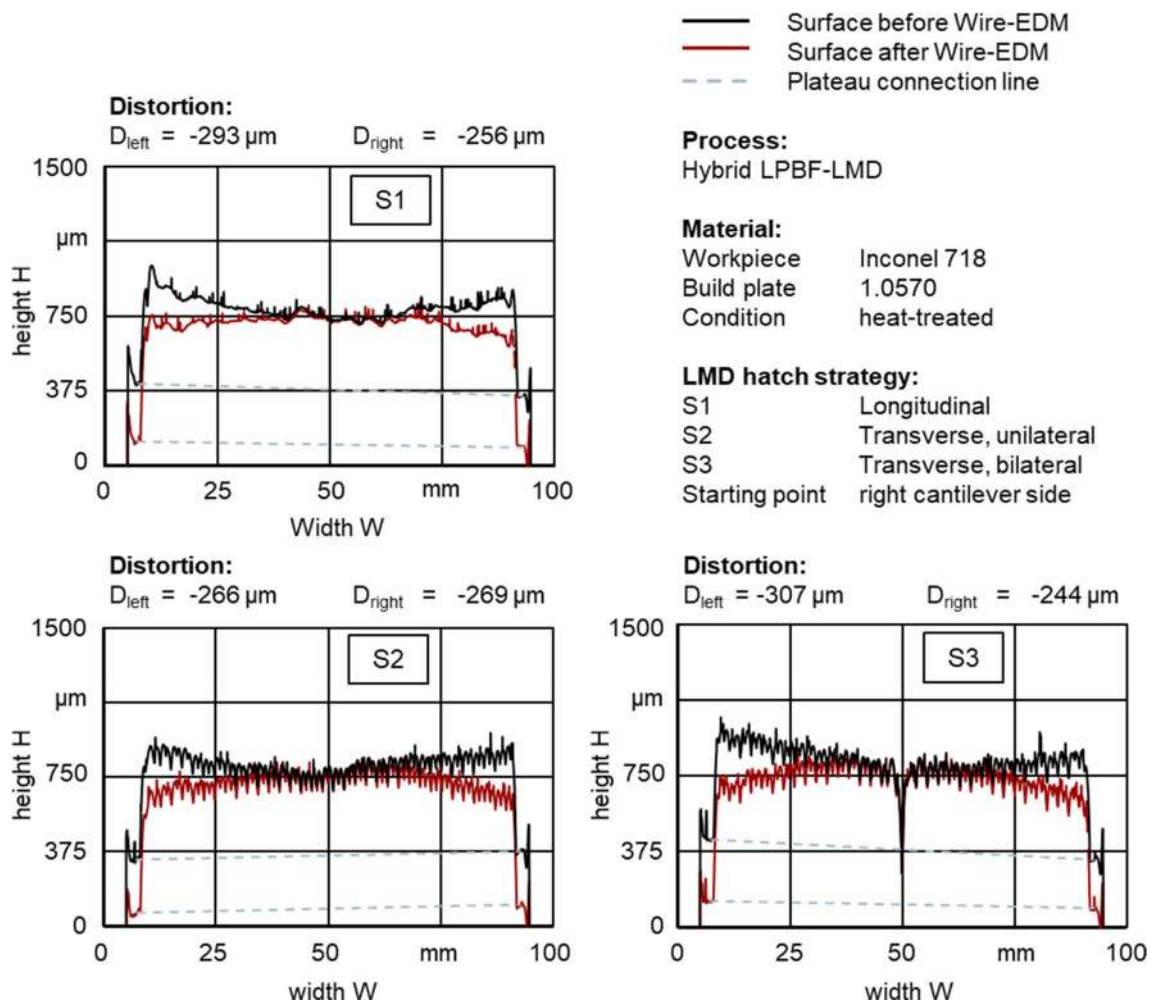 Surface before Wire-EDM
Surface after Wire-EDM
Plateau connection line
Distortion:
D_left = -293 µm D_right = -256 µm
1500
µm
750
375
0
height H
S1
0 25 50 mm 100
Width W
Process:
Hybrid LPBF-LMD
Material:
Workpiece Inconel 718
Build plate 1.0570
Condition heat-treated
LMD hatch strategy:
S1 Longitudinal
S2 Transverse, unilateral
S3 Transverse, bilateral
Starting point right cantilever side
Distortion:
D_left = -266 µm D_right = -269 µm
1500
µm
750
375
0
height H
S2
0 25 50 mm 100
width W
Distortion:
D_left = -307 µm D_right = -244 µm
1500
µm
750
375
0
height H
S3
0 25 50 mm 100
width W